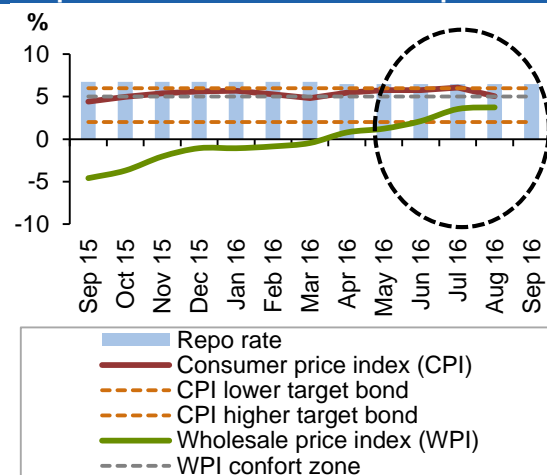 %
10
5
0
-5
-10
Sep 15
Oct 15
Nov 15
Dec 15
Jan 16
Feb 16
Mar 16
Apr 16
May 16
Jun 16
Jul 16
Aug 16
Sep 16
Repo rate
Consumer price index (CPI)
CPI lower target bond
CPI higher target bond
Wholesale price index (WPI)
WPI confort zone